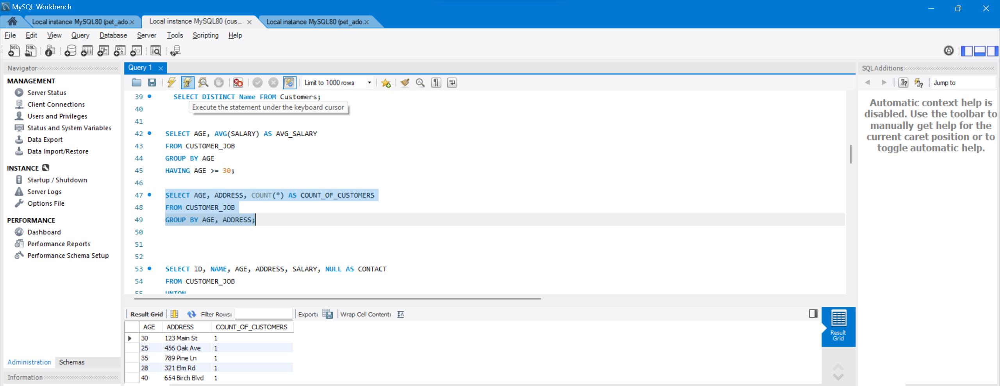 MySQL Workbench
Local instance MySQL80 (pet_ado.
Local instance MySQL80 (cus...
Local instance MySQL80 (pet_ado.
File Edit View Query Database Server Tools Scripting Help
Navigator
MANAGEMENT
Server Status
Client Connections
Users and Privileges
Status and System Variables
Data Export
Data Import/Restore
INSTANCE
Startup / Shutdown
Server Logs
Options File
PERFORMANCE
Dashboard
Performance Reports
Performance Schema Setup
Administration Schemas
Information
Query 1
Limit to 1000 rows
39 SELECT DISTINCT Name FROM Customers;
Execute the statement under the keyboard cursor
40
41
42 SELECT AGE, AVG(SALARY) AS AVG_SALARY
43 FROM CUSTOMER_JOB
44 GROUP BY AGE
45 HAVING AGE >= 30;
46
47 SELECT AGE, ADDRESS, COUNT(*) AS COUNT_OF_CUSTOMERS
48 FROM CUSTOMER_JOB
49 GROUP BY AGE, ADDRESS;
50
51
52
53 SELECT ID, NAME, AGE, ADDRESS, SALARY, NULL AS CONTACT
54 FROM CUSTOMER_JOB
55 UNION
Result Grid Filter Rows: Export: Wrap Cell Content:
AGE ADDRESS COUNT_OF_CUSTOMERS
30 123 Main St 1
25 456 Oak Ave 1
35 789 Pine Ln 1
28 321 Elm Rd 1
40 654 Birch Blvd 1
Result
Grid
SQLAdditions
Jump to
Automatic context help is
disabled. Use the toolbar to
manually get help for the
current caret position or to
toggle automatic help.